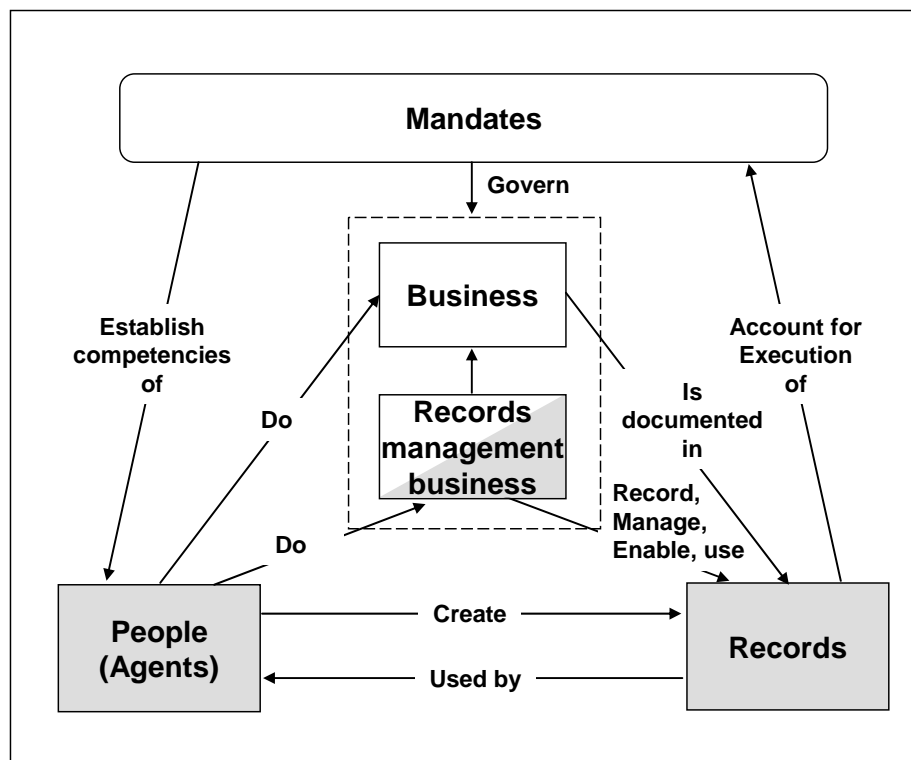 Mandates
Govern
Business
Establish
competencies
of
Account for
Execution
of
Do
Is
documented
in
Records
management
business
Record,
Manage,
Enable, use
Do
People
(Agents)
Create
Records
Used by